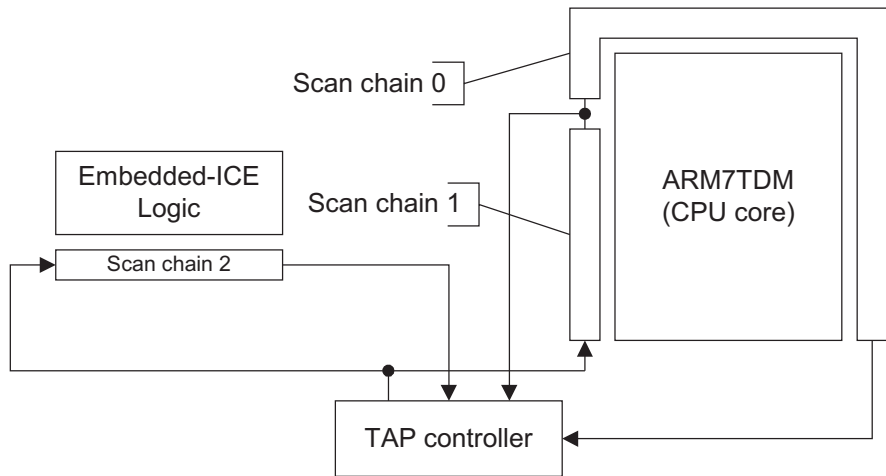 Scan chain 0
Embedded-ICE
Logic
Scan chain 1
ARM7TDM
(CPU core)
Scan chain 2
TAP controller